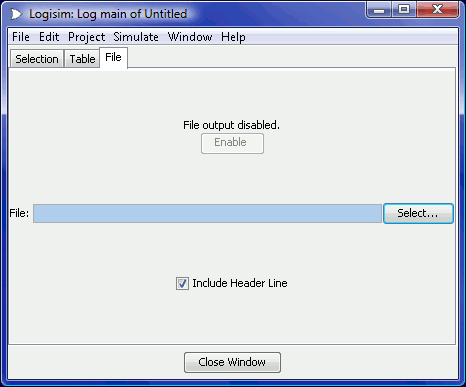 Logisim: Log main of Untitled
File Edit Project Simulate Window Help
Selection Table File
File output disabled.
Enable
File: Select...
Include Header Line
Close Window